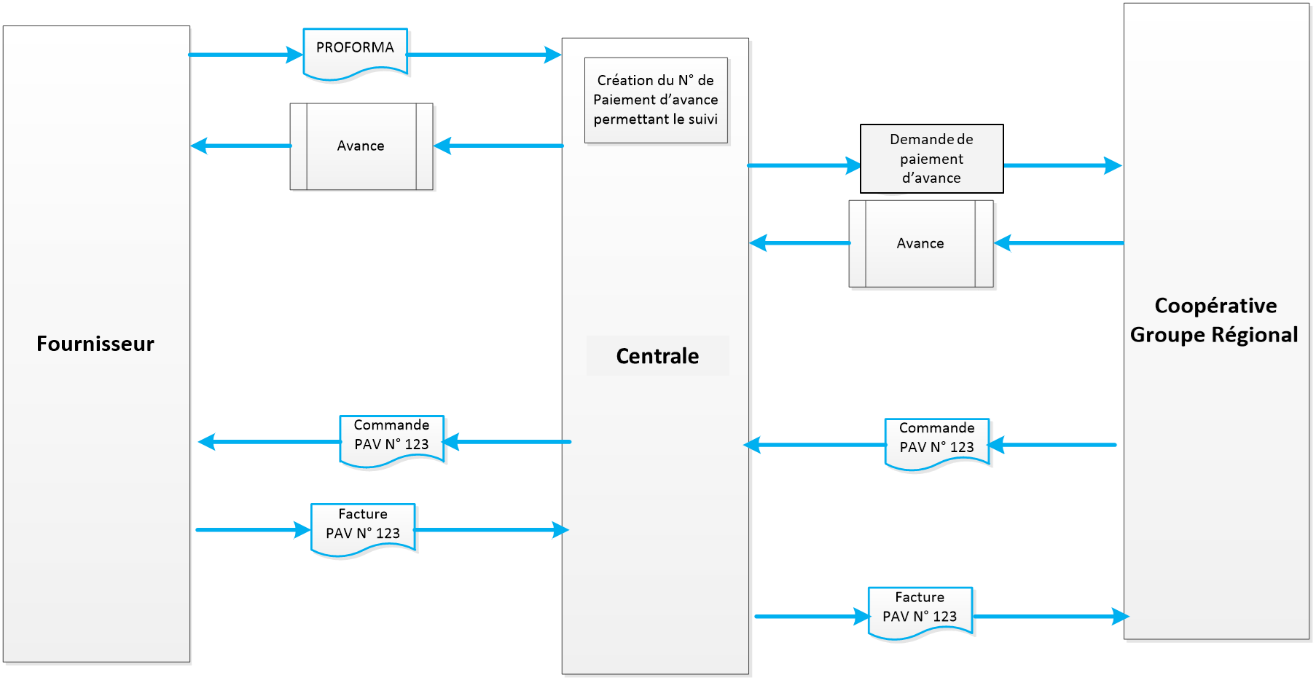 PROFORMA
Création du N° de
Paiement d’avance
permettant le suivi
Avance
Demande de
paiement
d’avance
Avance
Fournisseur
Centrale
Coopérative
Groupe Régional
Commande
PAV N° 123
Commande
PAV N° 123
Facture
PAV N° 123
Facture
PAV N° 123